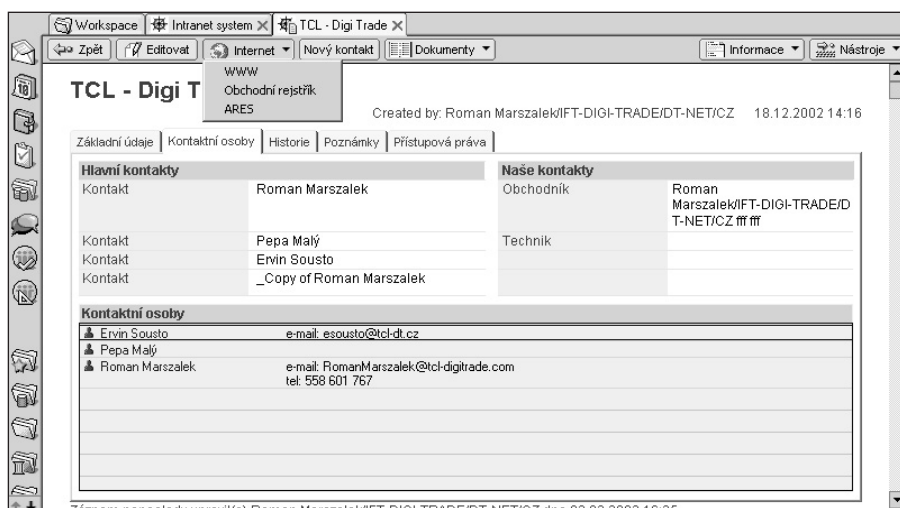 Workspace Intranet system TCL - Digi Trade
Zpět Editovat Internet Nový kontakt Dokumenty Informace Nástroje
WWW
Obchodní rejstřík
ARES
TCL - Digi T
Created by: Roman Marszalek/IFT-DIGI-TRADE/DT-NET/CZ 18.12.2002 14:16
Základní údaje Kontaktní osoby Historie Poznámky Přístupová práva
Hlavní kontakty Naše kontakty
Kontakt Roman Marszalek Obchodník Roman
Marszalek/IFT-DIGI-TRADE/D
T-NET/CZ fff fff
Kontakt Pepa Malý Technik
Kontakt Ervin Sousto
Kontakt _Copy of Roman Marszalek
Kontaktní osoby
Ervin Sousto e-mail: esousto@tcl-dt.cz
Pepa Malý
Roman Marszalek e-mail: RomanMarszalek@tcl-digitrade.com
tel: 558 601 767